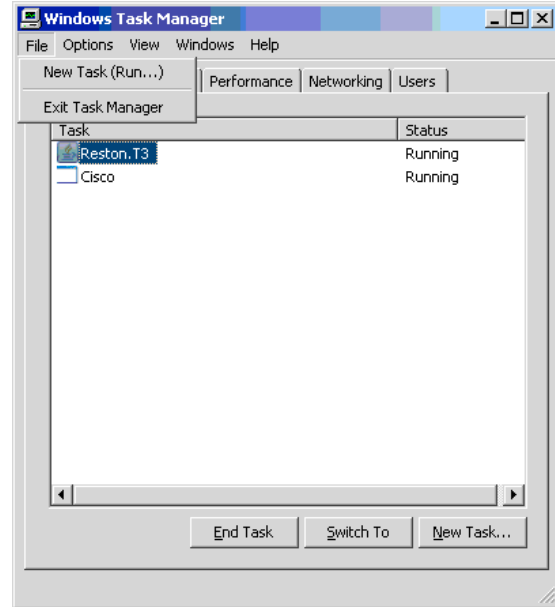 Windows Task Manager
File Options View Windows Help
New Task (Run...)
Exit Task Manager
Performance Networking Users
Task Status
Reston.T3 Running
Cisco Running
End Task Switch To New Task...